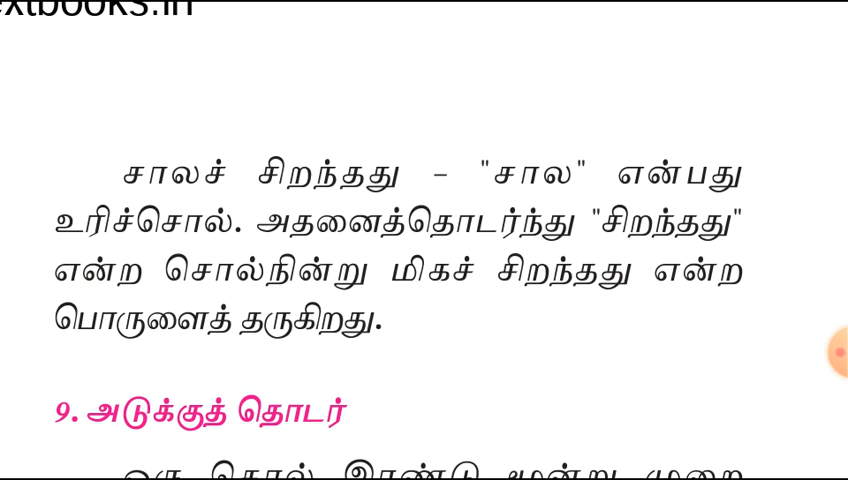 சாலச் சிறந்தது – "சால" என்பது
உரிச்சொல். அதனைத்தொடர்ந்து "சிறந்தது"
என்ற சொல்நின்று மிகச் சிறந்தது என்ற
பொருளைத் தருகிறது.
9. அடுக்குத் தொடர்